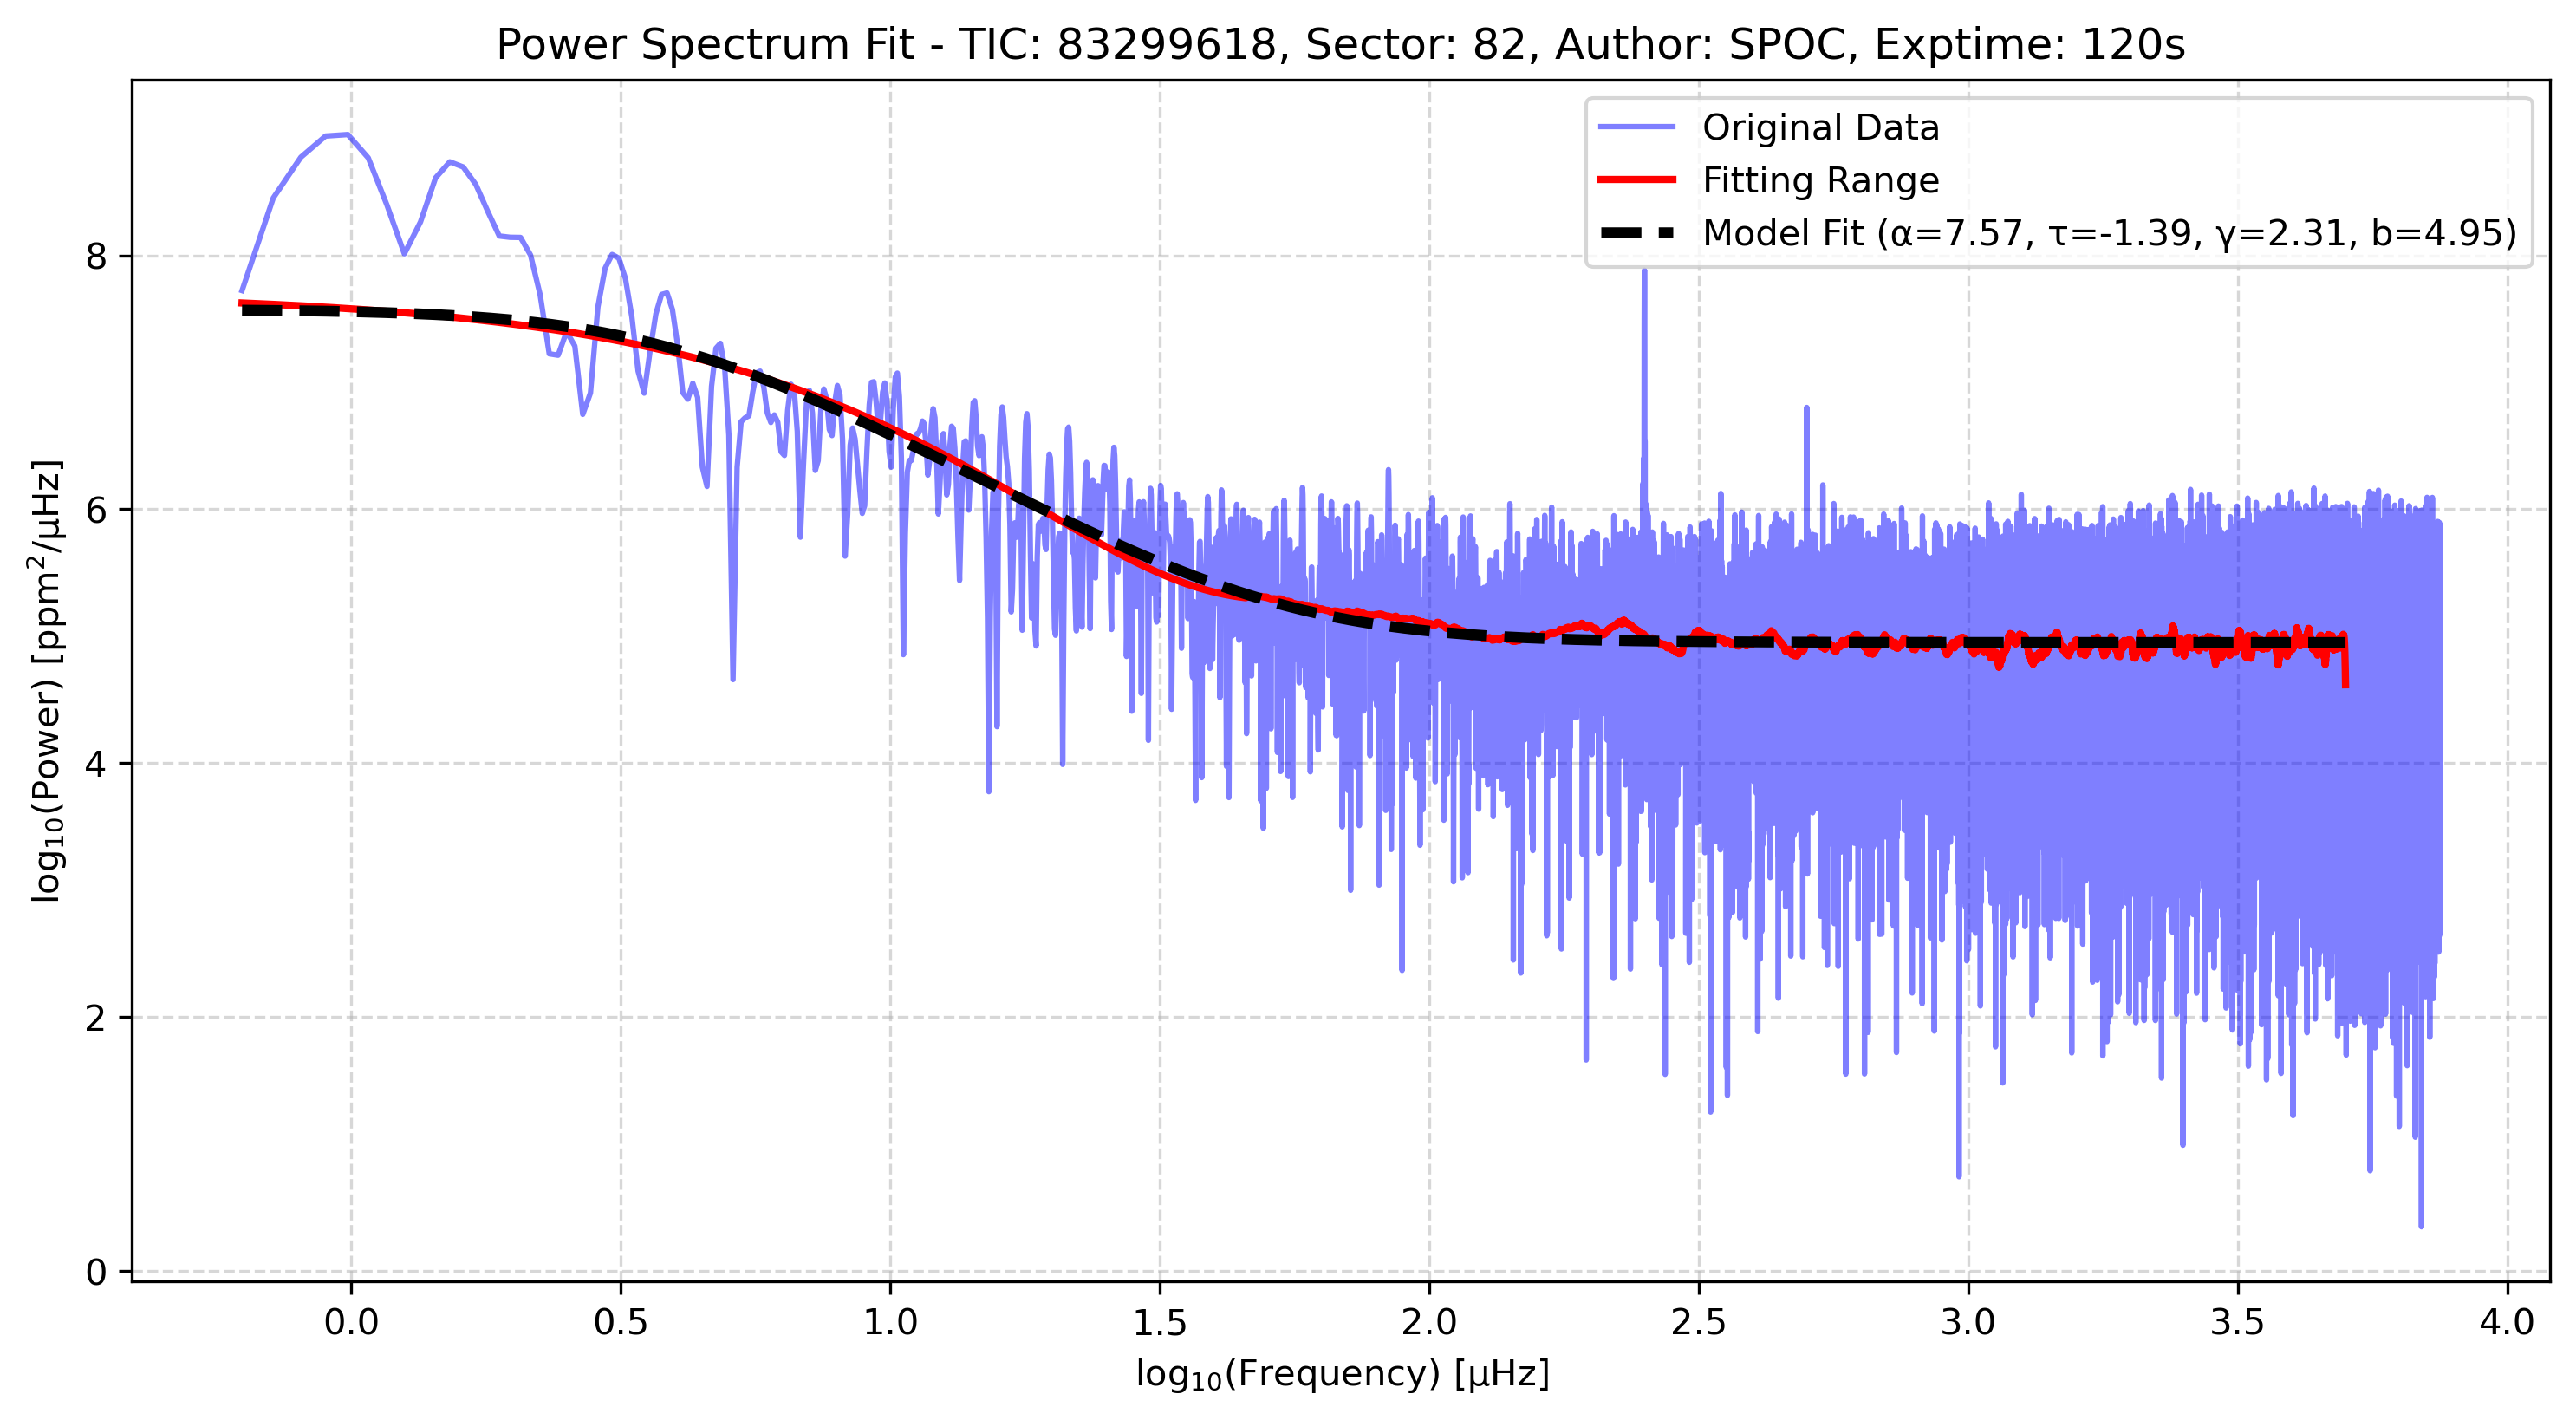 Power Spectrum Fit - TIC: 83299618, Sector: 82, Author: SPOC, Exptime: 120s
Original Data
Fitting Range
Model Fit (α=7.57, τ=-1.39, γ=2.31, b=4.95)
log₁₀(Power) [ppm²/μHz]
8
6
4
2
0
0.0 0.5 1.0 1.5 2.0 2.5 3.0 3.5 4.0
log₁₀(Frequency) [μHz]